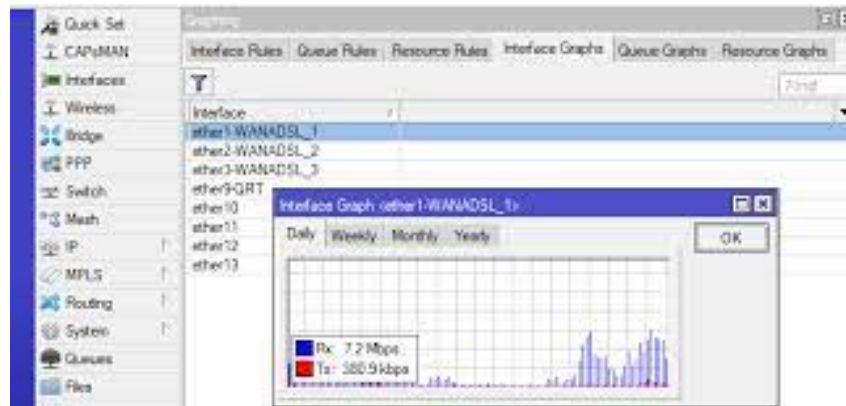 Quick Set
CAPsMAN
Interfaces
Wireless
Bridge
PPP
Switch
Mesh
IP
MPLS
Routing
System
Queues
Files
Graphing
Interface Rules Queue Rules Resource Rules Interface Graphs Queue Graphs Resource Graphs
Find
Interface
ether1-WANADSL_1
ether2-WANADSL_2
ether3-WANADSL_3
ether9-QRT
ether10
ether11
ether12
ether13
Interface Graph <ether1-WANADSL_1>
Daily Weekly Monthly Yearly
OK
Rx: 7.2 Mbps
Tx: 380.9 kbps